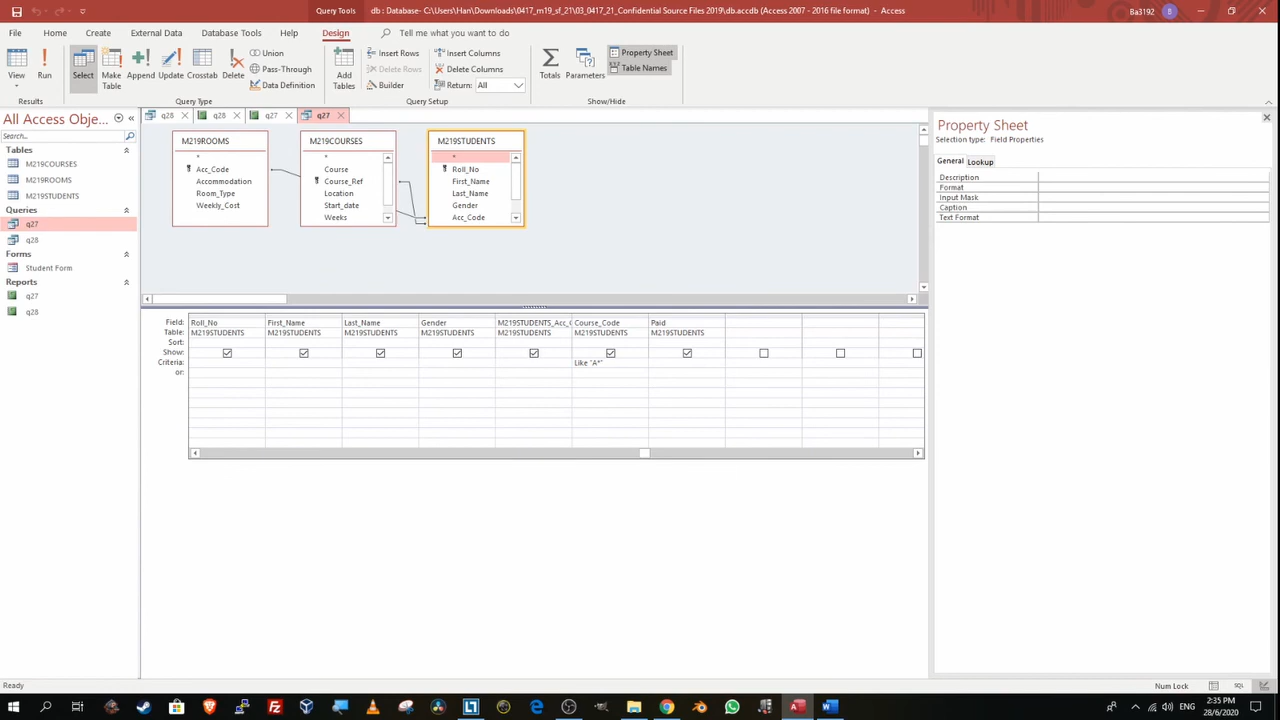 Query Tools
db : Database- C:\Users\Han\Downloads\0417_m19_sf_21\03_0417_21_Confidential Source Files 2019\db.accdb (Access 2007 - 2016 file format) - Access
Ba3192
B
File Home Create External Data Database Tools Help Design Tell me what you want to do
View
Run
Select
Make Table
Append
Update
Crosstab
Delete
Union
Pass-Through
Data Definition
Add Tables
Insert Rows
Delete Rows
Builder
Insert Columns
Delete Columns
Return: All
Totals
Parameters
Property Sheet
Table Names
Results
Query Type
Query Setup
Show/Hide
All Access Obje...
Search...
Tables
M219COURSES
M219ROOMS
M219STUDENTS
Queries
q27
q28
Forms
Student Form
Reports
q27
q28
q28 q28 q27 q27
M219ROOMS
*
Acc_Code
Accommodation
Room_Type
Weekly_Cost
M219COURSES
*
Course
Course_Ref
Location
Start_date
Weeks
M219STUDENTS
*
Roll_No
First_Name
Last_Name
Gender
Acc_Code
Field: Roll_No First_Name Last_Name Gender M219STUDENTS_Acc_ Course_Code Paid
Table: M219STUDENTS M219STUDENTS M219STUDENTS M219STUDENTS M219STUDENTS M219STUDENTS M219STUDENTS
Sort:
Show:
Criteria: Like "A*"
or:
Property Sheet
Selection type: Field Properties
General Lookup
Description
Format
Input Mask
Caption
Text Format
Ready
Num Lock
SQL
ENG
2:35 PM
28/6/2020